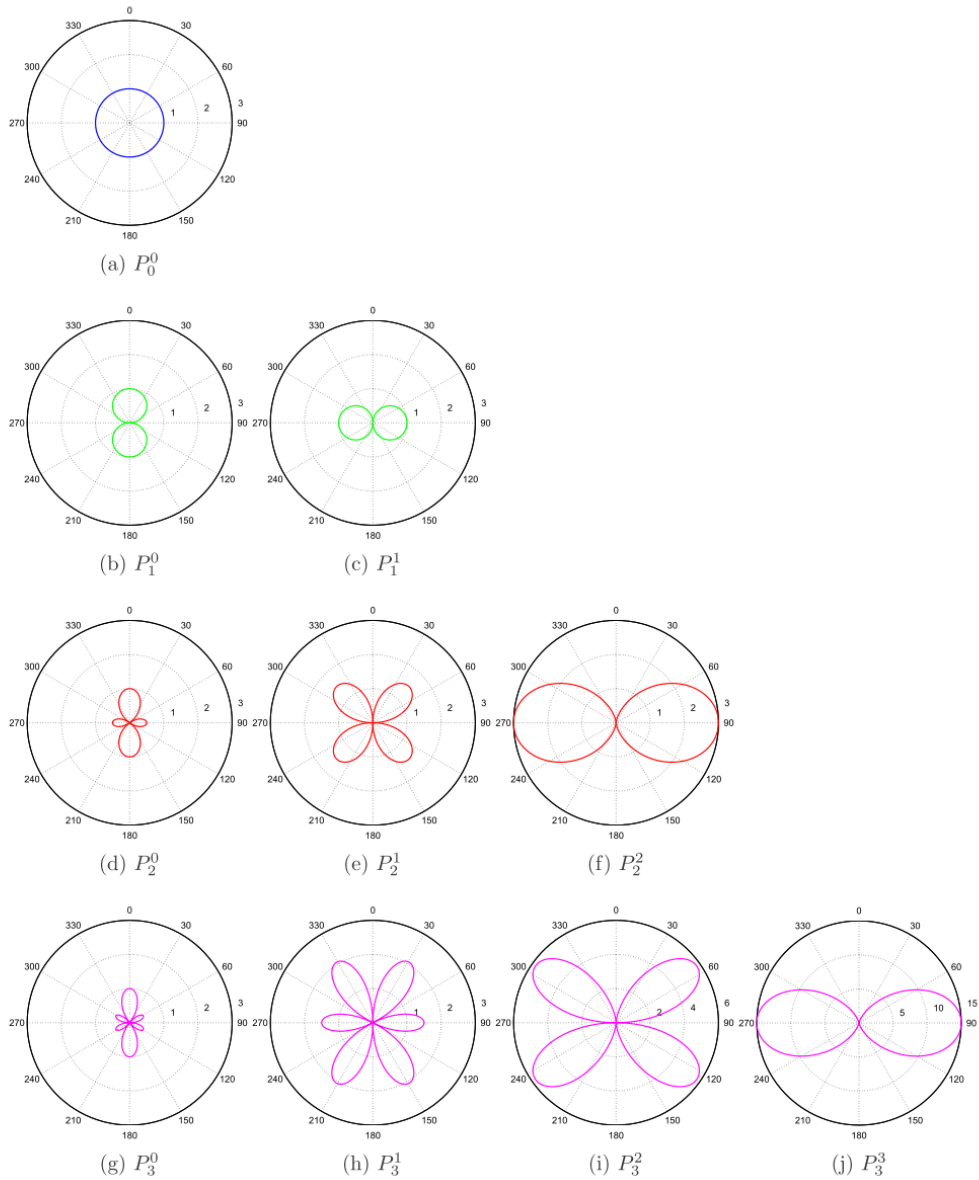 0
330 30
300 60
1 2 3
270 90
240 120
210 150
180
(a) P_0^0
0 0
330 30 330 30
300 60 300 60
1 2 3 1 2 3
270 90 270 90
240 120 240 120
210 150 210 150
180 180
(b) P_1^0 (c) P_1^1
0 0 0
330 30 330 30 330 30
300 60 300 60 300 60
1 2 3 1 2 3 1 2 3
270 90 270 90 270 90
240 120 240 120 240 120
210 150 210 150 210 150
180 180 180
(d) P_2^0 (e) P_2^1 (f) P_2^2
0 0 0 0
330 30 330 30 330 30 330 30
300 60 300 60 300 60 300 60
1 2 3 1 2 3 2 4 6 5 10 15
270 90 270 90 270 90 270 90
240 120 240 120 240 120 240 120
210 150 210 150 210 150 210 150
180 180 180 180
(g) P_3^0 (h) P_3^1 (i) P_3^2 (j) P_3^3